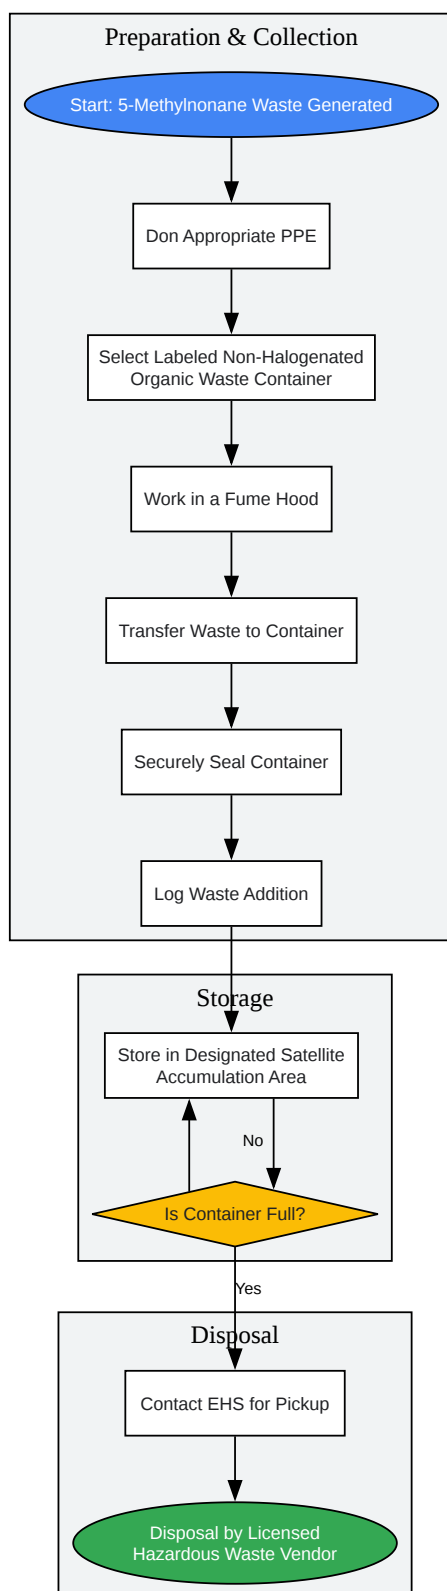 Preparation & Collection
Start: 5-Methylnonane Waste Generated
Don Appropriate PPE
Select Labeled Non-Halogenated
Organic Waste Container
Work in a Fume Hood
Transfer Waste to Container
Securely Seal Container
Log Waste Addition
Storage
Store in Designated Satellite
Accumulation Area
No
Is Container Full?
Yes
Disposal
Contact EHS for Pickup
Disposal by Licensed
Hazardous Waste Vendor